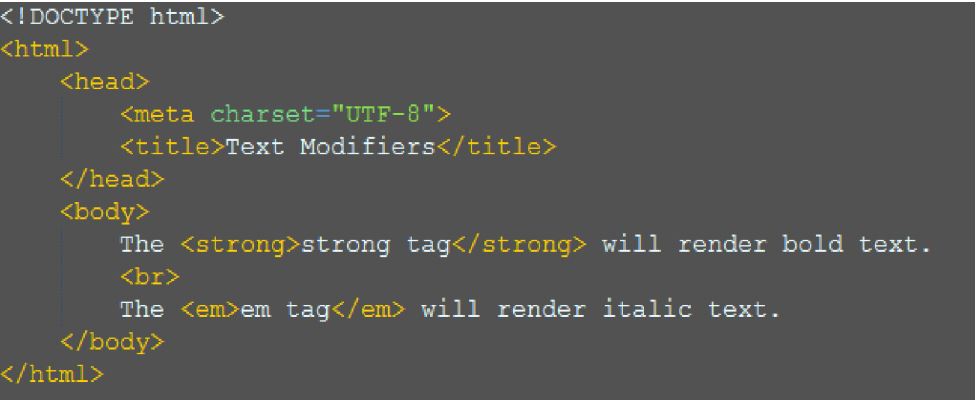 <!DOCTYPE html>
<html>
    <head>
        <meta charset="UTF-8">
        <title>Text Modifiers</title>
    </head>
    <body>
        The <strong>strong tag</strong> will render bold text.
        <br>
        The <em>em tag</em> will render italic text.
    </body>
</html>